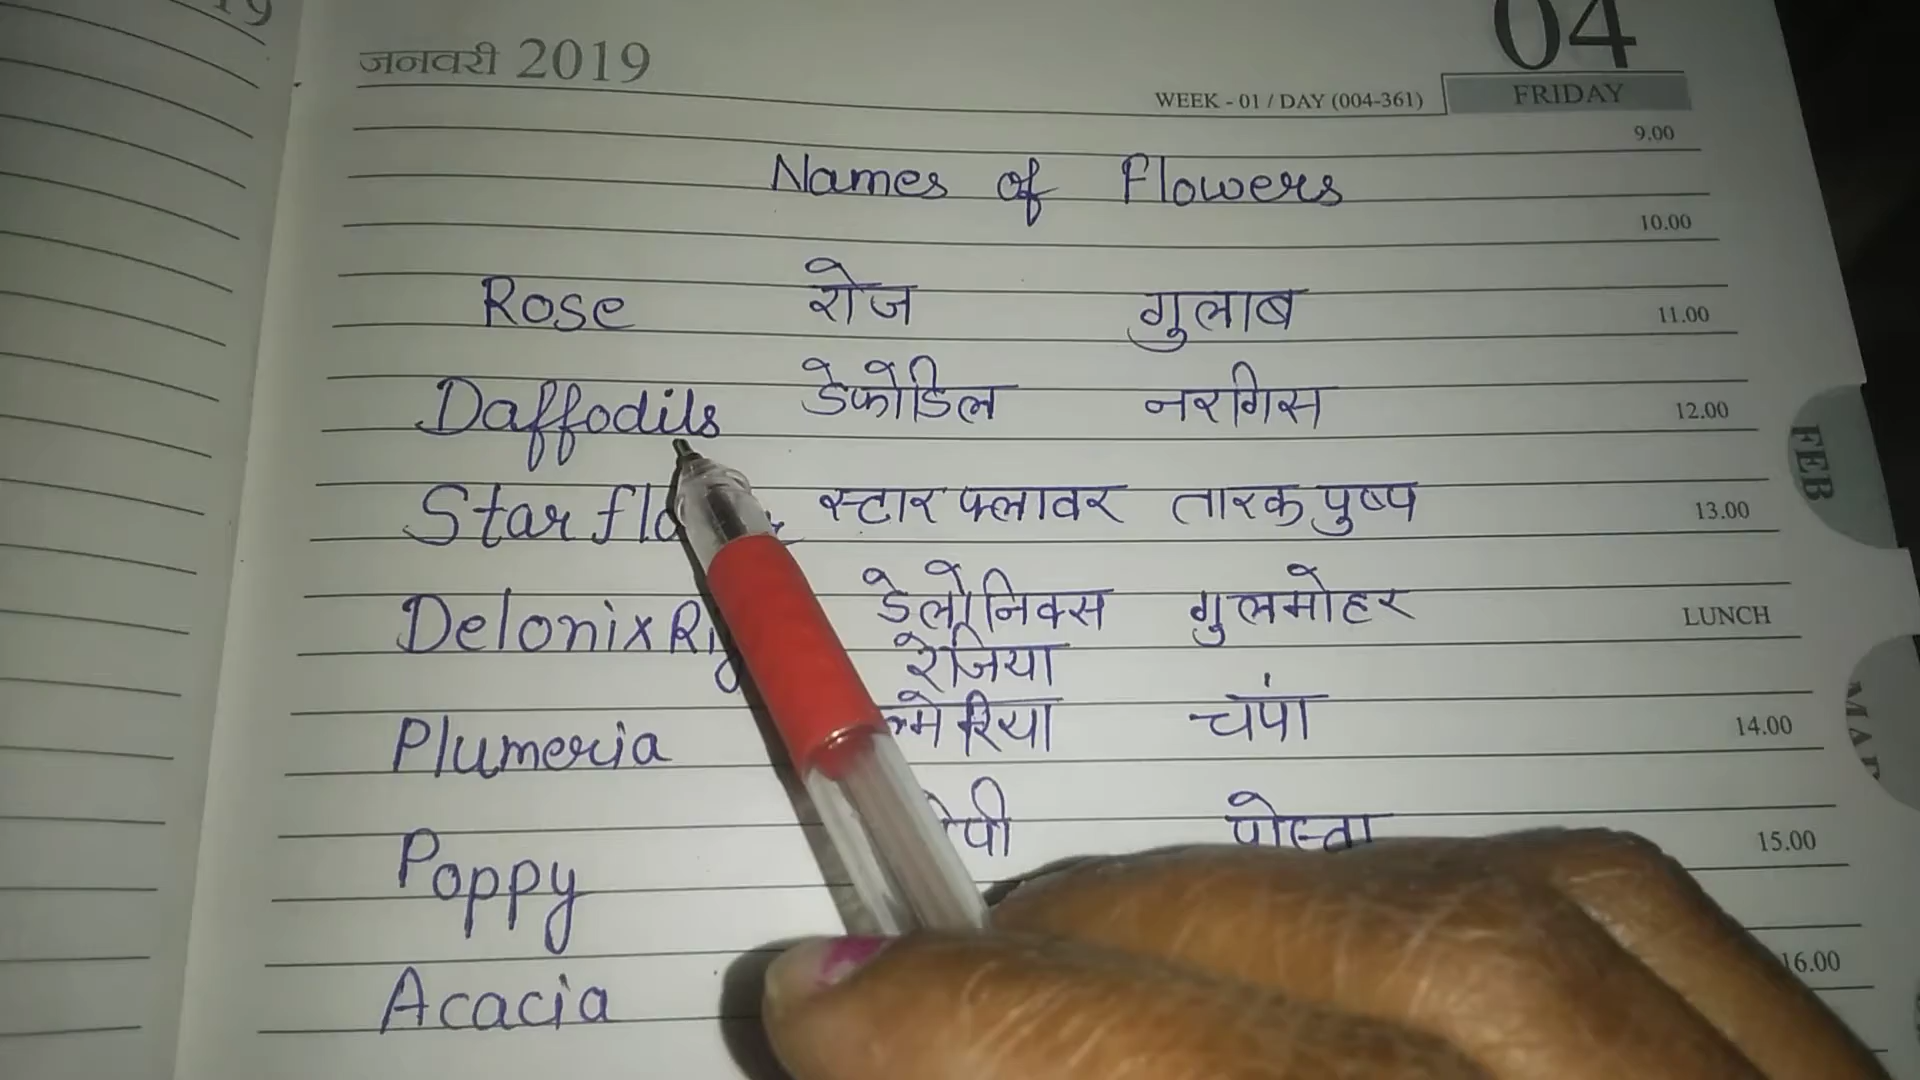 19
जनवरी 2019
04
WEEK - 01 / DAY (004-361)
FRIDAY
9.00
Names of Flowers
10.00
Rose रोज गुलाब
11.00
Daffodils डेफोडिल नरगिस
12.00
FEB
स्टार फ्लावर तारक पुष्प
13.00
डेलोनिक्स गुलमोहर
LUNCH
रेजिया
Plumeria चंपा
14.00
MAR
Poppy पोस्ता
15.00
16.00
Acacia